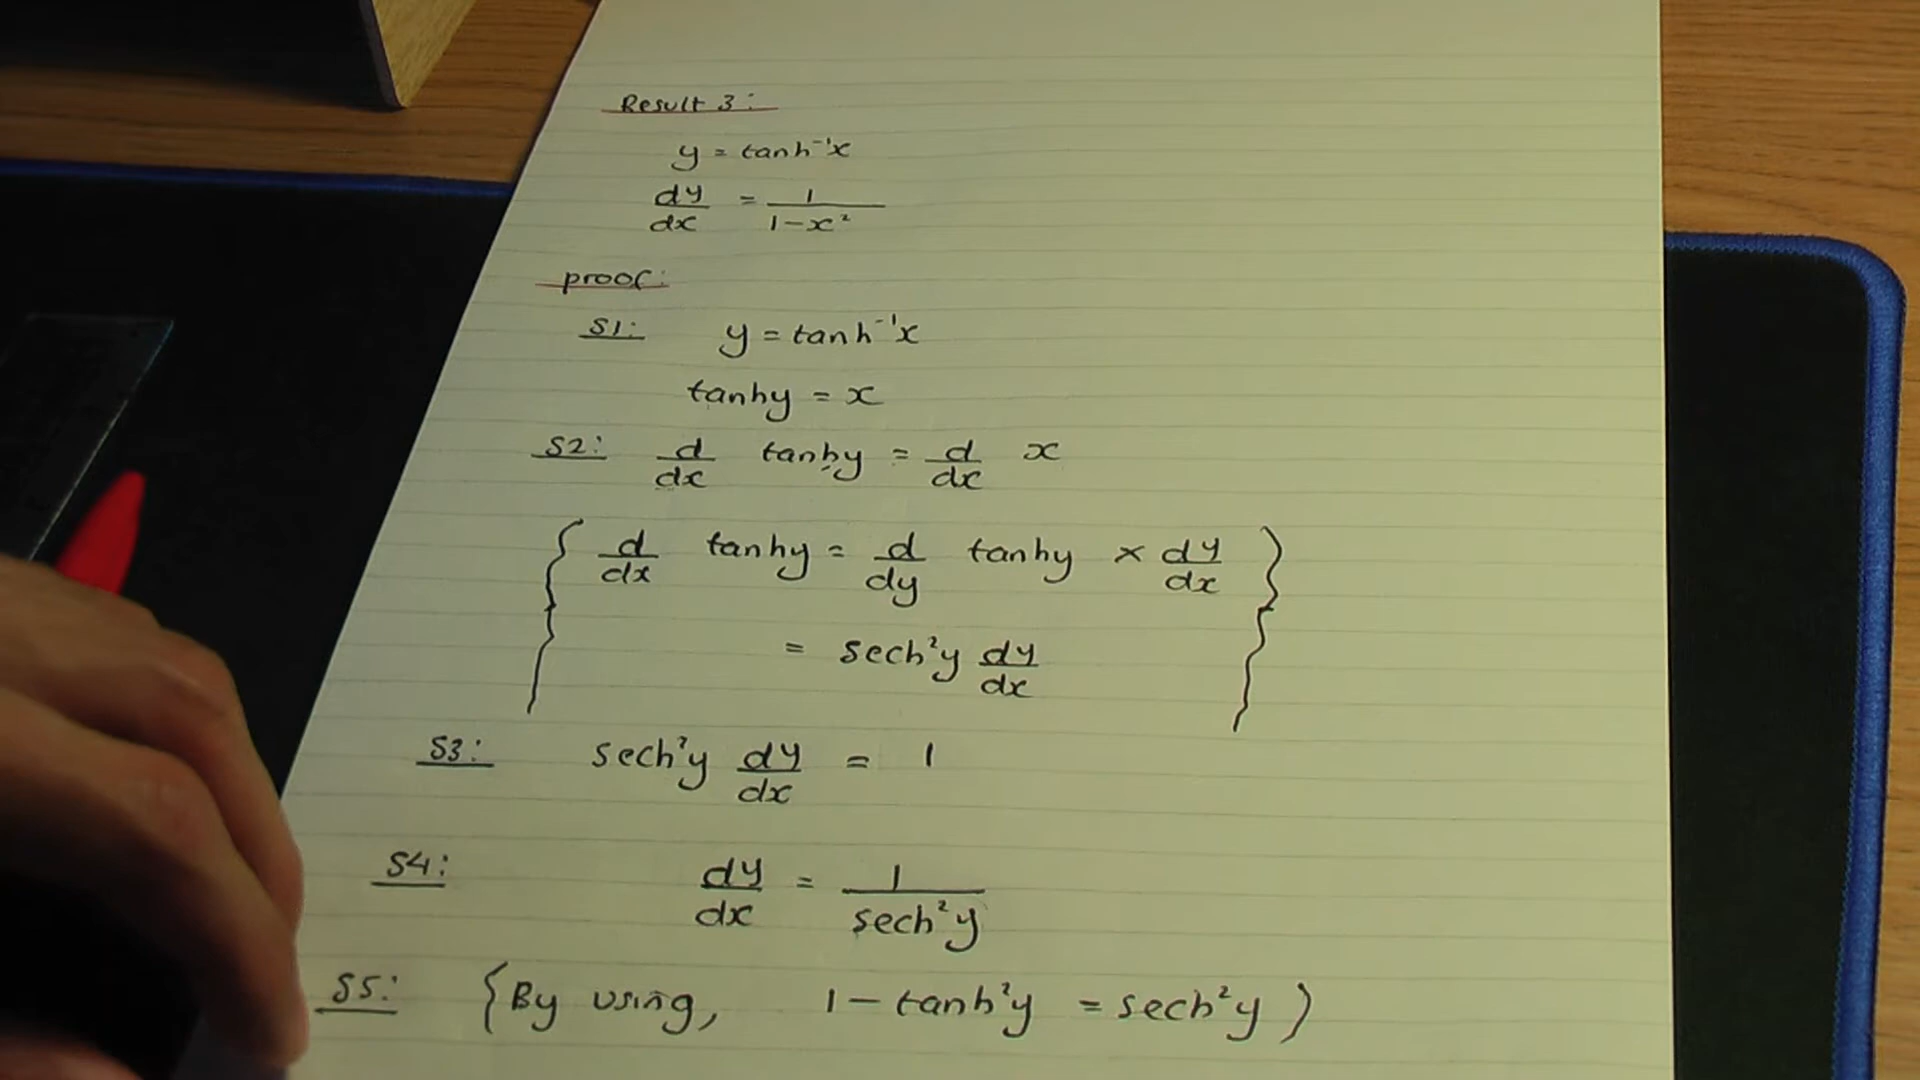 Result 3:
y = tanh⁻¹x
dy/dx = 1/(1-x²)
proof:
S1: y = tanh⁻¹x
tanhy = x
S2: d/dx tanhy = d/dx x
{ d/dx tanhy = d/dy tanhy × dy/dx }
= sech²y dy/dx
S3: sech²y dy/dx = 1
S4: dy/dx = 1/sech²y
S5: {By using, 1 - tanh²y = sech²y)